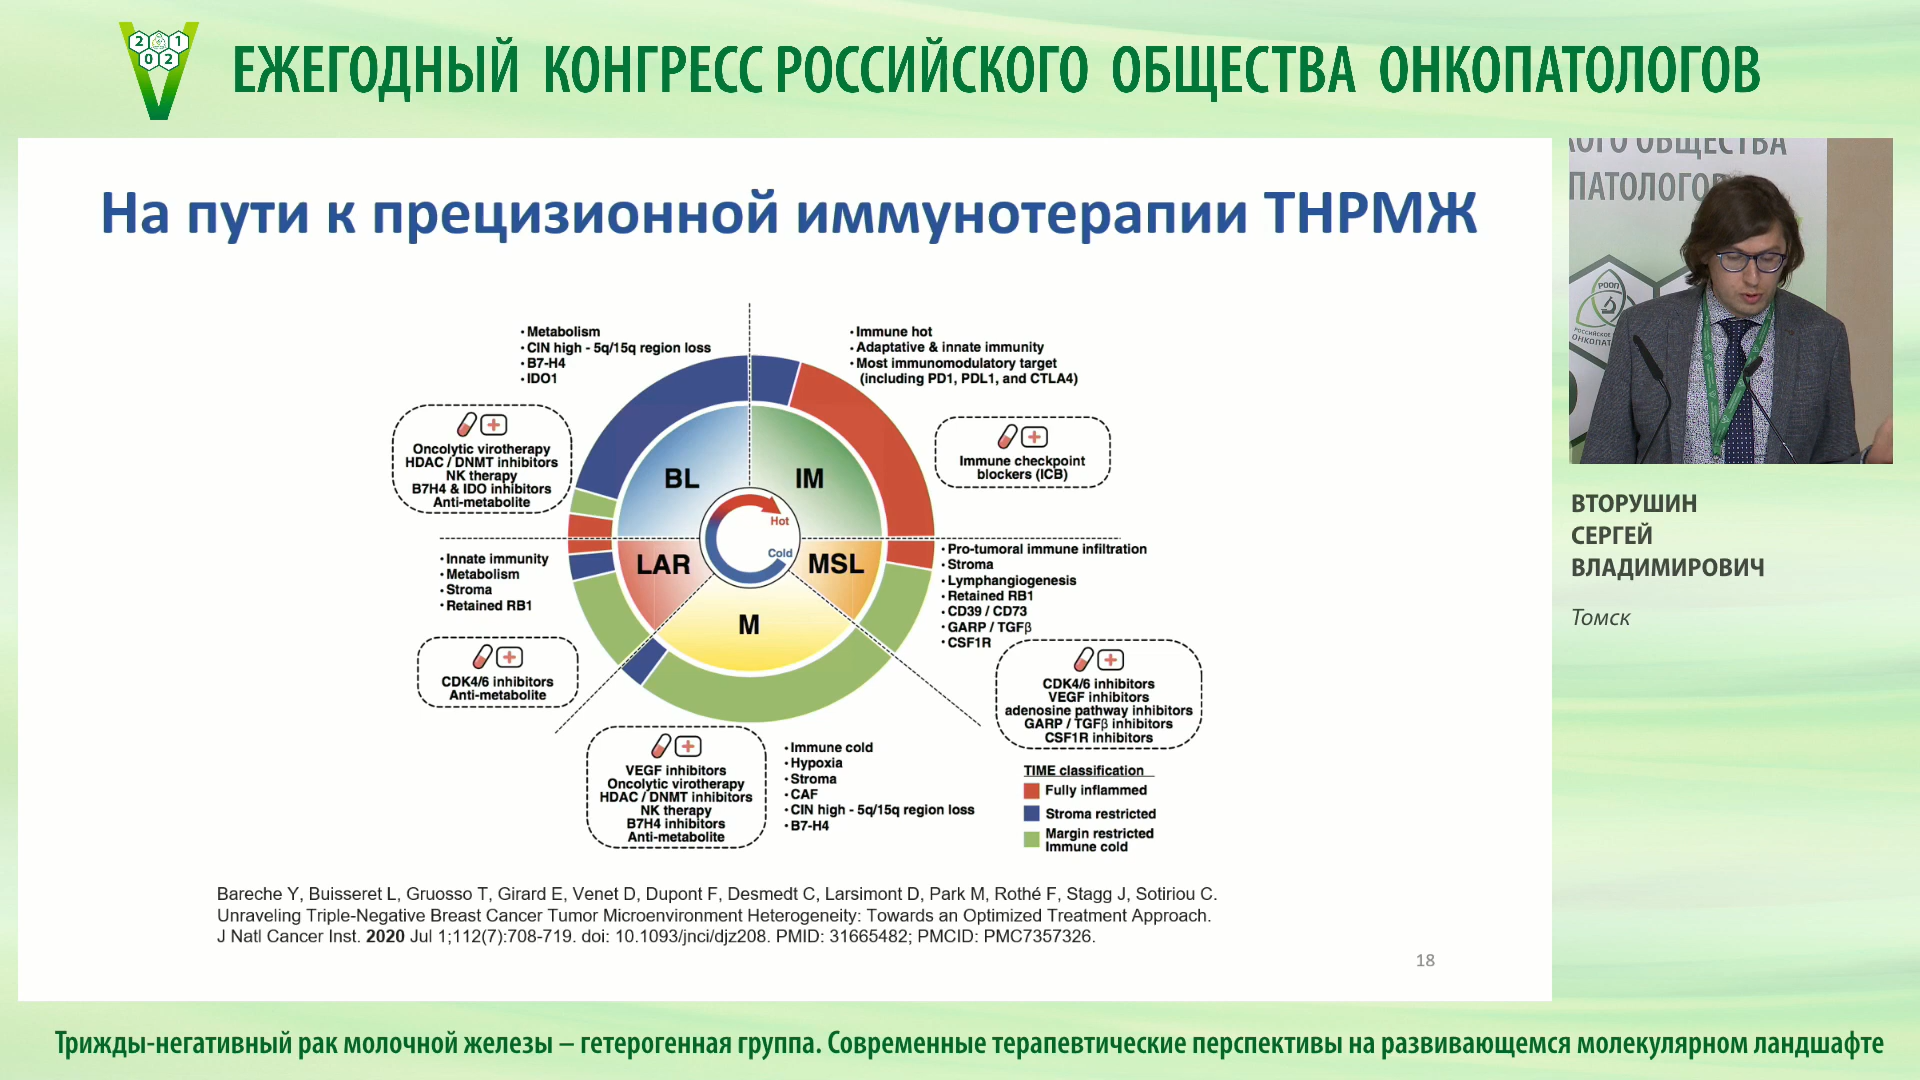 2 1
0 2
ЕЖЕГОДНЫЙ КОНГРЕСС РОССИЙСКОГО ОБЩЕСТВА ОНКОПАТОЛОГОВ
На пути к прецизионной иммунотерапии ТНРМЖ
· Metabolism
· CIN high - 5q/15q region loss
· B7-H4
· IDO1
· Immune hot
· Adaptative & innate immunity
· Most immunomodulatory target
(including PD1, PDL1, and CTLA4)
Oncolytic virotherapy
HDAC / DNMT inhibitors
NK therapy
B7H4 & IDO inhibitors
Anti-metabolite
Immune checkpoint
blockers (ICB)
BL
IM
Hot
Cold
LAR
MSL
M
· Innate immunity
· Metabolism
· Stroma
· Retained RB1
· Pro-tumoral immune infiltration
· Stroma
· Lymphangiogenesis
· Retained RB1
· CD39 / CD73
· GARP / TGFβ
· CSF1R
CDK4/6 inhibitors
Anti-metabolite
CDK4/6 inhibitors
VEGF inhibitors
adenosine pathway inhibitors
GARP / TGFβ inhibitors
CSF1R inhibitors
VEGF inhibitors
Oncolytic virotherapy
HDAC / DNMT inhibitors
NK therapy
B7H4 inhibitors
Anti-metabolite
· Immune cold
· Hypoxia
· Stroma
· CAF
· CIN high - 5q/15q region loss
· B7-H4
TIME classification
Fully inflammed
Stroma restricted
Margin restricted
Immune cold
Bareche Y, Buisseret L, Gruosso T, Girard E, Venet D, Dupont F, Desmedt C, Larsimont D, Park M, Rothé F, Stagg J, Sotiriou C.
Unraveling Triple-Negative Breast Cancer Tumor Microenvironment Heterogeneity: Towards an Optimized Treatment Approach.
J Natl Cancer Inst. 2020 Jul 1;112(7):708-719. doi: 10.1093/jnci/djz208. PMID: 31665482; PMCID: PMC7357326.
18
ОБЩЕСТВА
ПАТОЛОГОВ
РООП
ВТОРУШИН
СЕРГЕЙ
ВЛАДИМИРОВИЧ
Томск
Трижды-негативный рак молочной железы – гетерогенная группа. Современные терапевтические перспективы на развивающемся молекулярном ландшафте